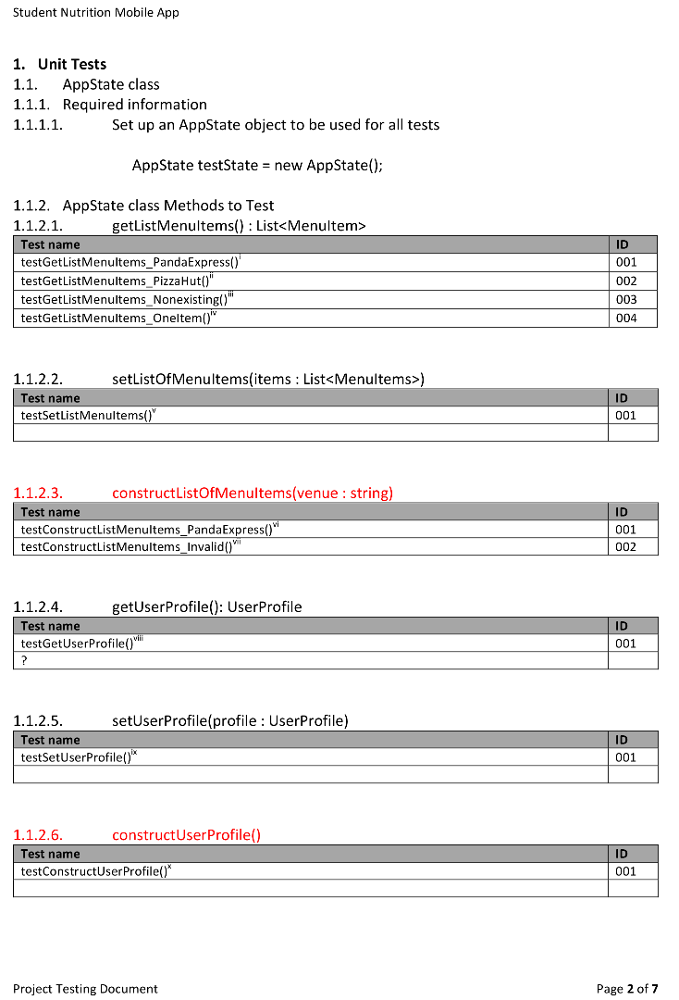 Student Nutrition Mobile App
1. Unit Tests
1.1. AppState class
1.1.1. Required information
1.1.1.1. Set up an AppState object to be used for all tests
AppState testState = new AppState();
1.1.2. AppState class Methods to Test
1.1.2.1. getListMenuItems() : List<MenuItem>
Test name ID
testGetListMenuItems_PandaExpress()i 001
testGetListMenuItems_PizzaHut()ii 002
testGetListMenuItems_Nonexisting()iii 003
testGetListMenuItems_OneItem()iv 004
1.1.2.2. setListOfMenuItems(items : List<MenuItems>)
Test name ID
testSetListMenuItems()v 001
1.1.2.3. constructListOfMenuItems(venue : string)
Test name ID
testConstructListMenuItems_PandaExpress()vi 001
testConstructListMenuItems_Invalid()vii 002
1.1.2.4. getUserProfile(): UserProfile
Test name ID
testGetUserProfile()viii 001
?
1.1.2.5. setUserProfile(profile : UserProfile)
Test name ID
testSetUserProfile()ix 001
1.1.2.6. constructUserProfile()
Test name ID
testConstructUserProfile()x 001
Project Testing Document Page 2 of 7